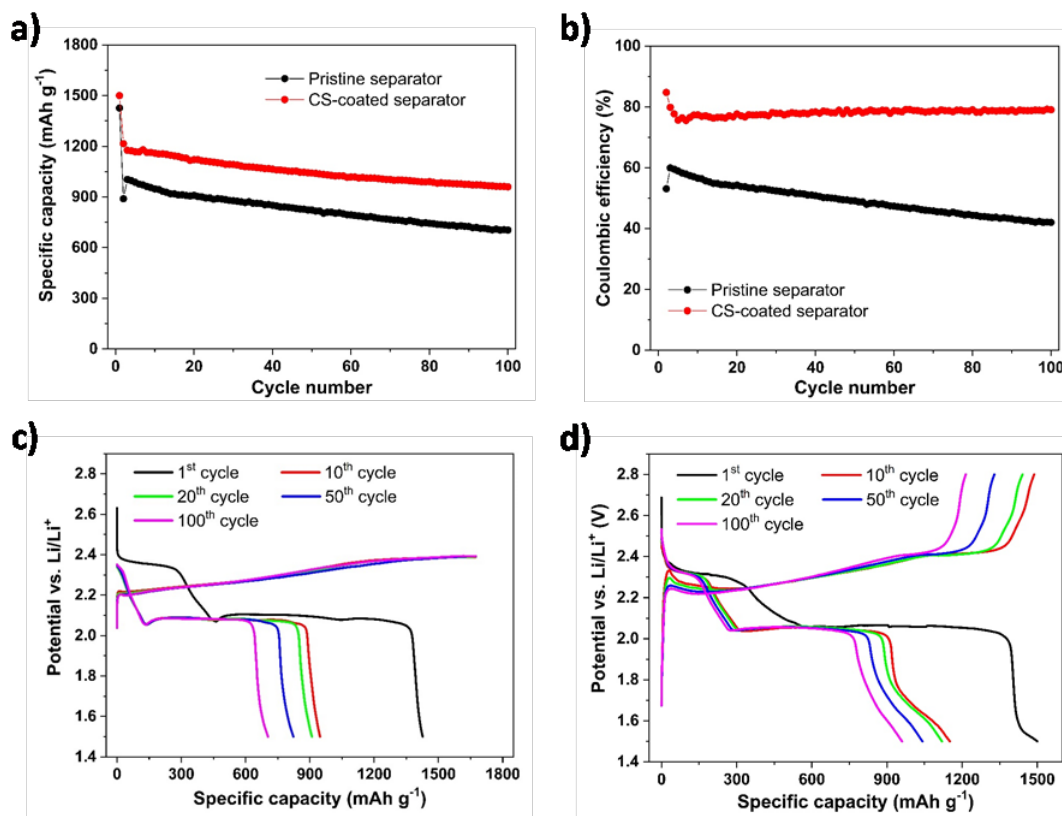 a)
Specific capacity (mAh g⁻¹)
1800
1500
1200
900
600
300
0
Pristine separator
CS-coated separator
0 20 40 60 80 100
Cycle number
b)
Coulombic efficiency (%)
100
80
60
40
20
0
Pristine separator
CS-coated separator
0 20 40 60 80 100
Cycle number
c)
Potential vs. Li/Li⁺ (V)
2.8
2.6
2.4
2.2
2.0
1.8
1.6
1.4
1ˢᵗ cycle 10ᵗʰ cycle
20ᵗʰ cycle 50ᵗʰ cycle
100ᵗʰ cycle
0 300 600 900 1200 1500 1800
Specific capacity (mAh g⁻¹)
d)
Potential vs. Li/Li⁺ (V)
2.8
2.6
2.4
2.2
2.0
1.8
1.6
1.4
1ˢᵗ cycle 10ᵗʰ cycle
20ᵗʰ cycle 50ᵗʰ cycle
100ᵗʰ cycle
0 300 600 900 1200 1500
Specific capacity (mAh g⁻¹)